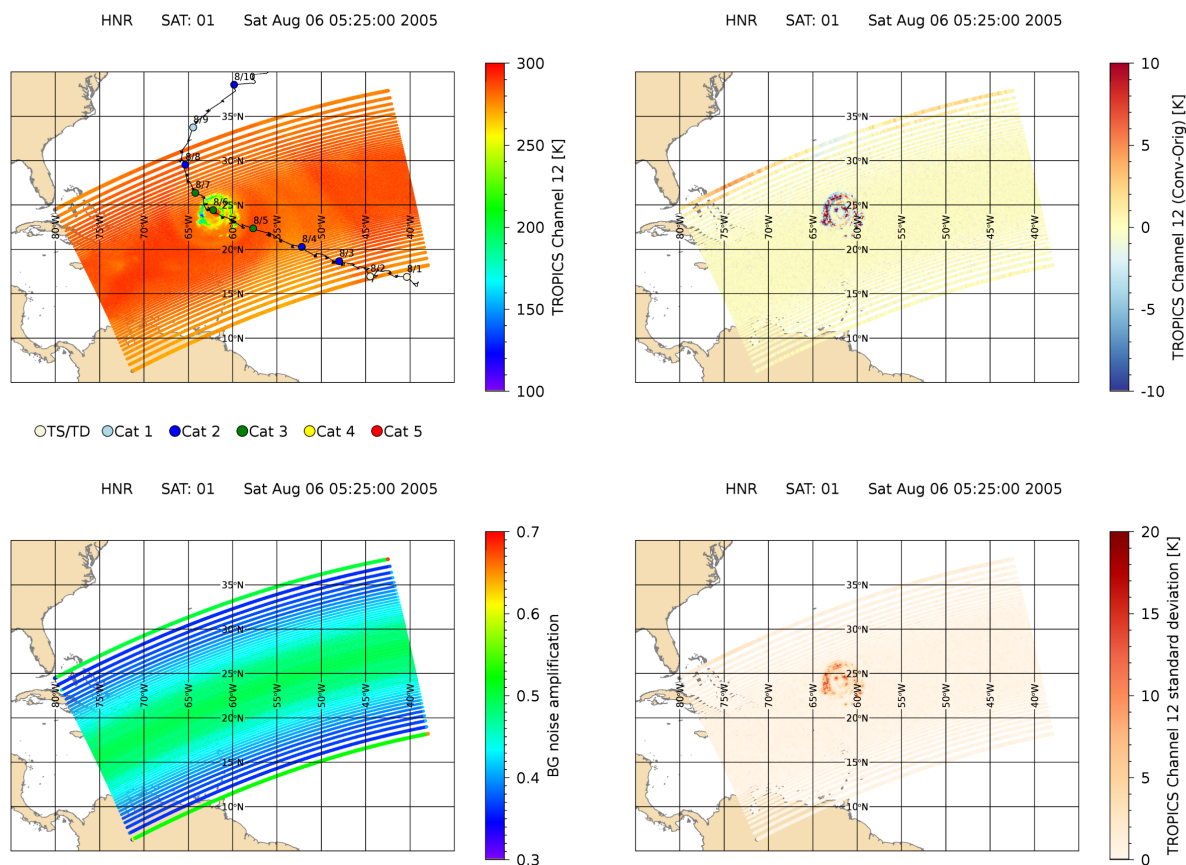 HNR SAT: 01 Sat Aug 06 05:25:00 2005
8/10
8/9
8/8
8/7
8/6
8/5
8/4
8/3
8/2
8/1
35°N
30°N
25°N
20°N
15°N
10°N
80°W 75°W 70°W 65°W 60°W 55°W 50°W 45°W 40°W
300
250
200
150
100
TROPICS Channel 12 [K]
TS/TD Cat 1 Cat 2 Cat 3 Cat 4 Cat 5
HNR SAT: 01 Sat Aug 06 05:25:00 2005
35°N
30°N
25°N
20°N
15°N
10°N
80°W 75°W 70°W 65°W 60°W 55°W 50°W 45°W 40°W
10
5
0
-5
-10
TROPICS Channel 12 (Conv-Orig) [K]
HNR SAT: 01 Sat Aug 06 05:25:00 2005
35°N
30°N
25°N
20°N
15°N
10°N
80°W 75°W 70°W 65°W 60°W 55°W 50°W 45°W 40°W
0.7
0.6
0.5
0.4
0.3
BG noise amplification
HNR SAT: 01 Sat Aug 06 05:25:00 2005
35°N
30°N
25°N
20°N
15°N
10°N
80°W 75°W 70°W 65°W 60°W 55°W 50°W 45°W 40°W
20
15
10
5
0
TROPICS Channel 12 standard deviation [K]